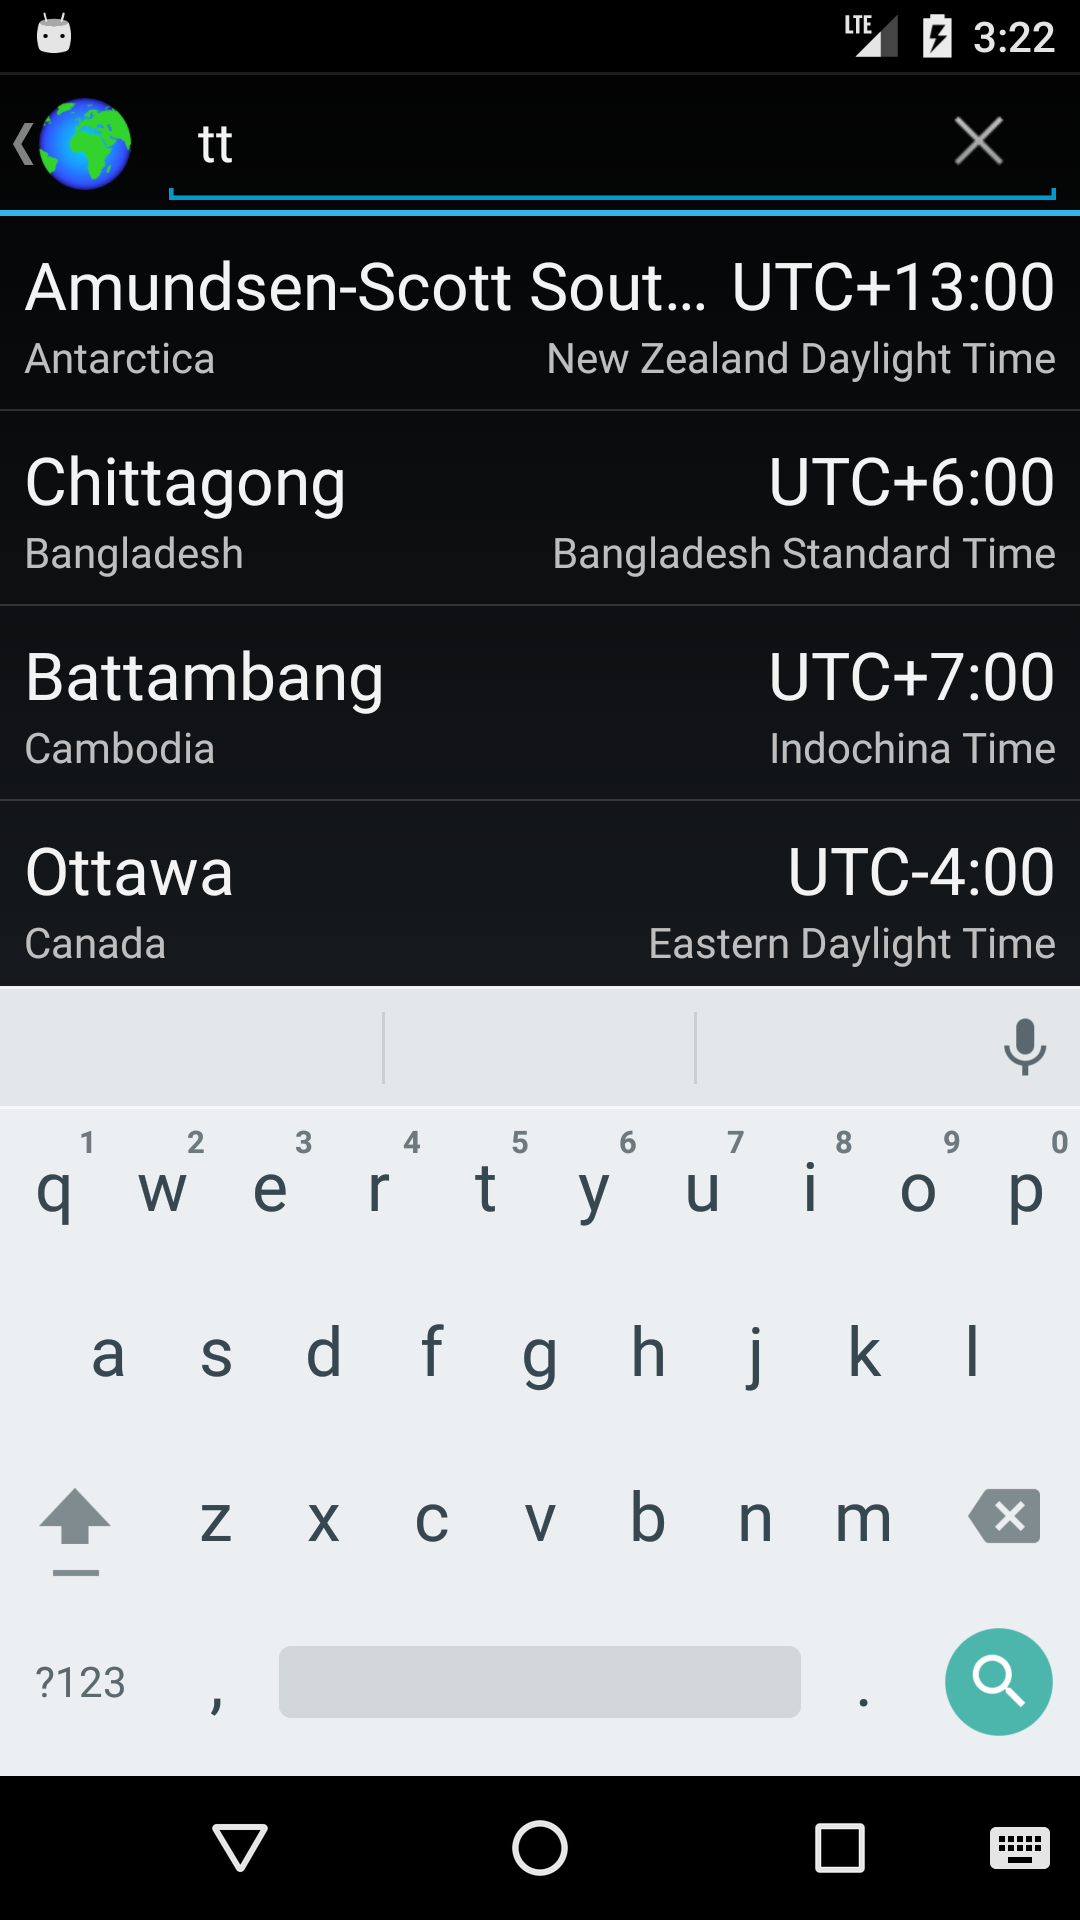 LTE 3:22
tt
Amundsen-Scott Sout... UTC+13:00
Antarctica New Zealand Daylight Time
Chittagong UTC+6:00
Bangladesh Bangladesh Standard Time
Battambang UTC+7:00
Cambodia Indochina Time
Ottawa UTC-4:00
Canada Eastern Daylight Time
1 2 3 4 5 6 7 8 9 0
q w e r t y u i o p
a s d f g h j k l
z x c v b n m
?123 , .